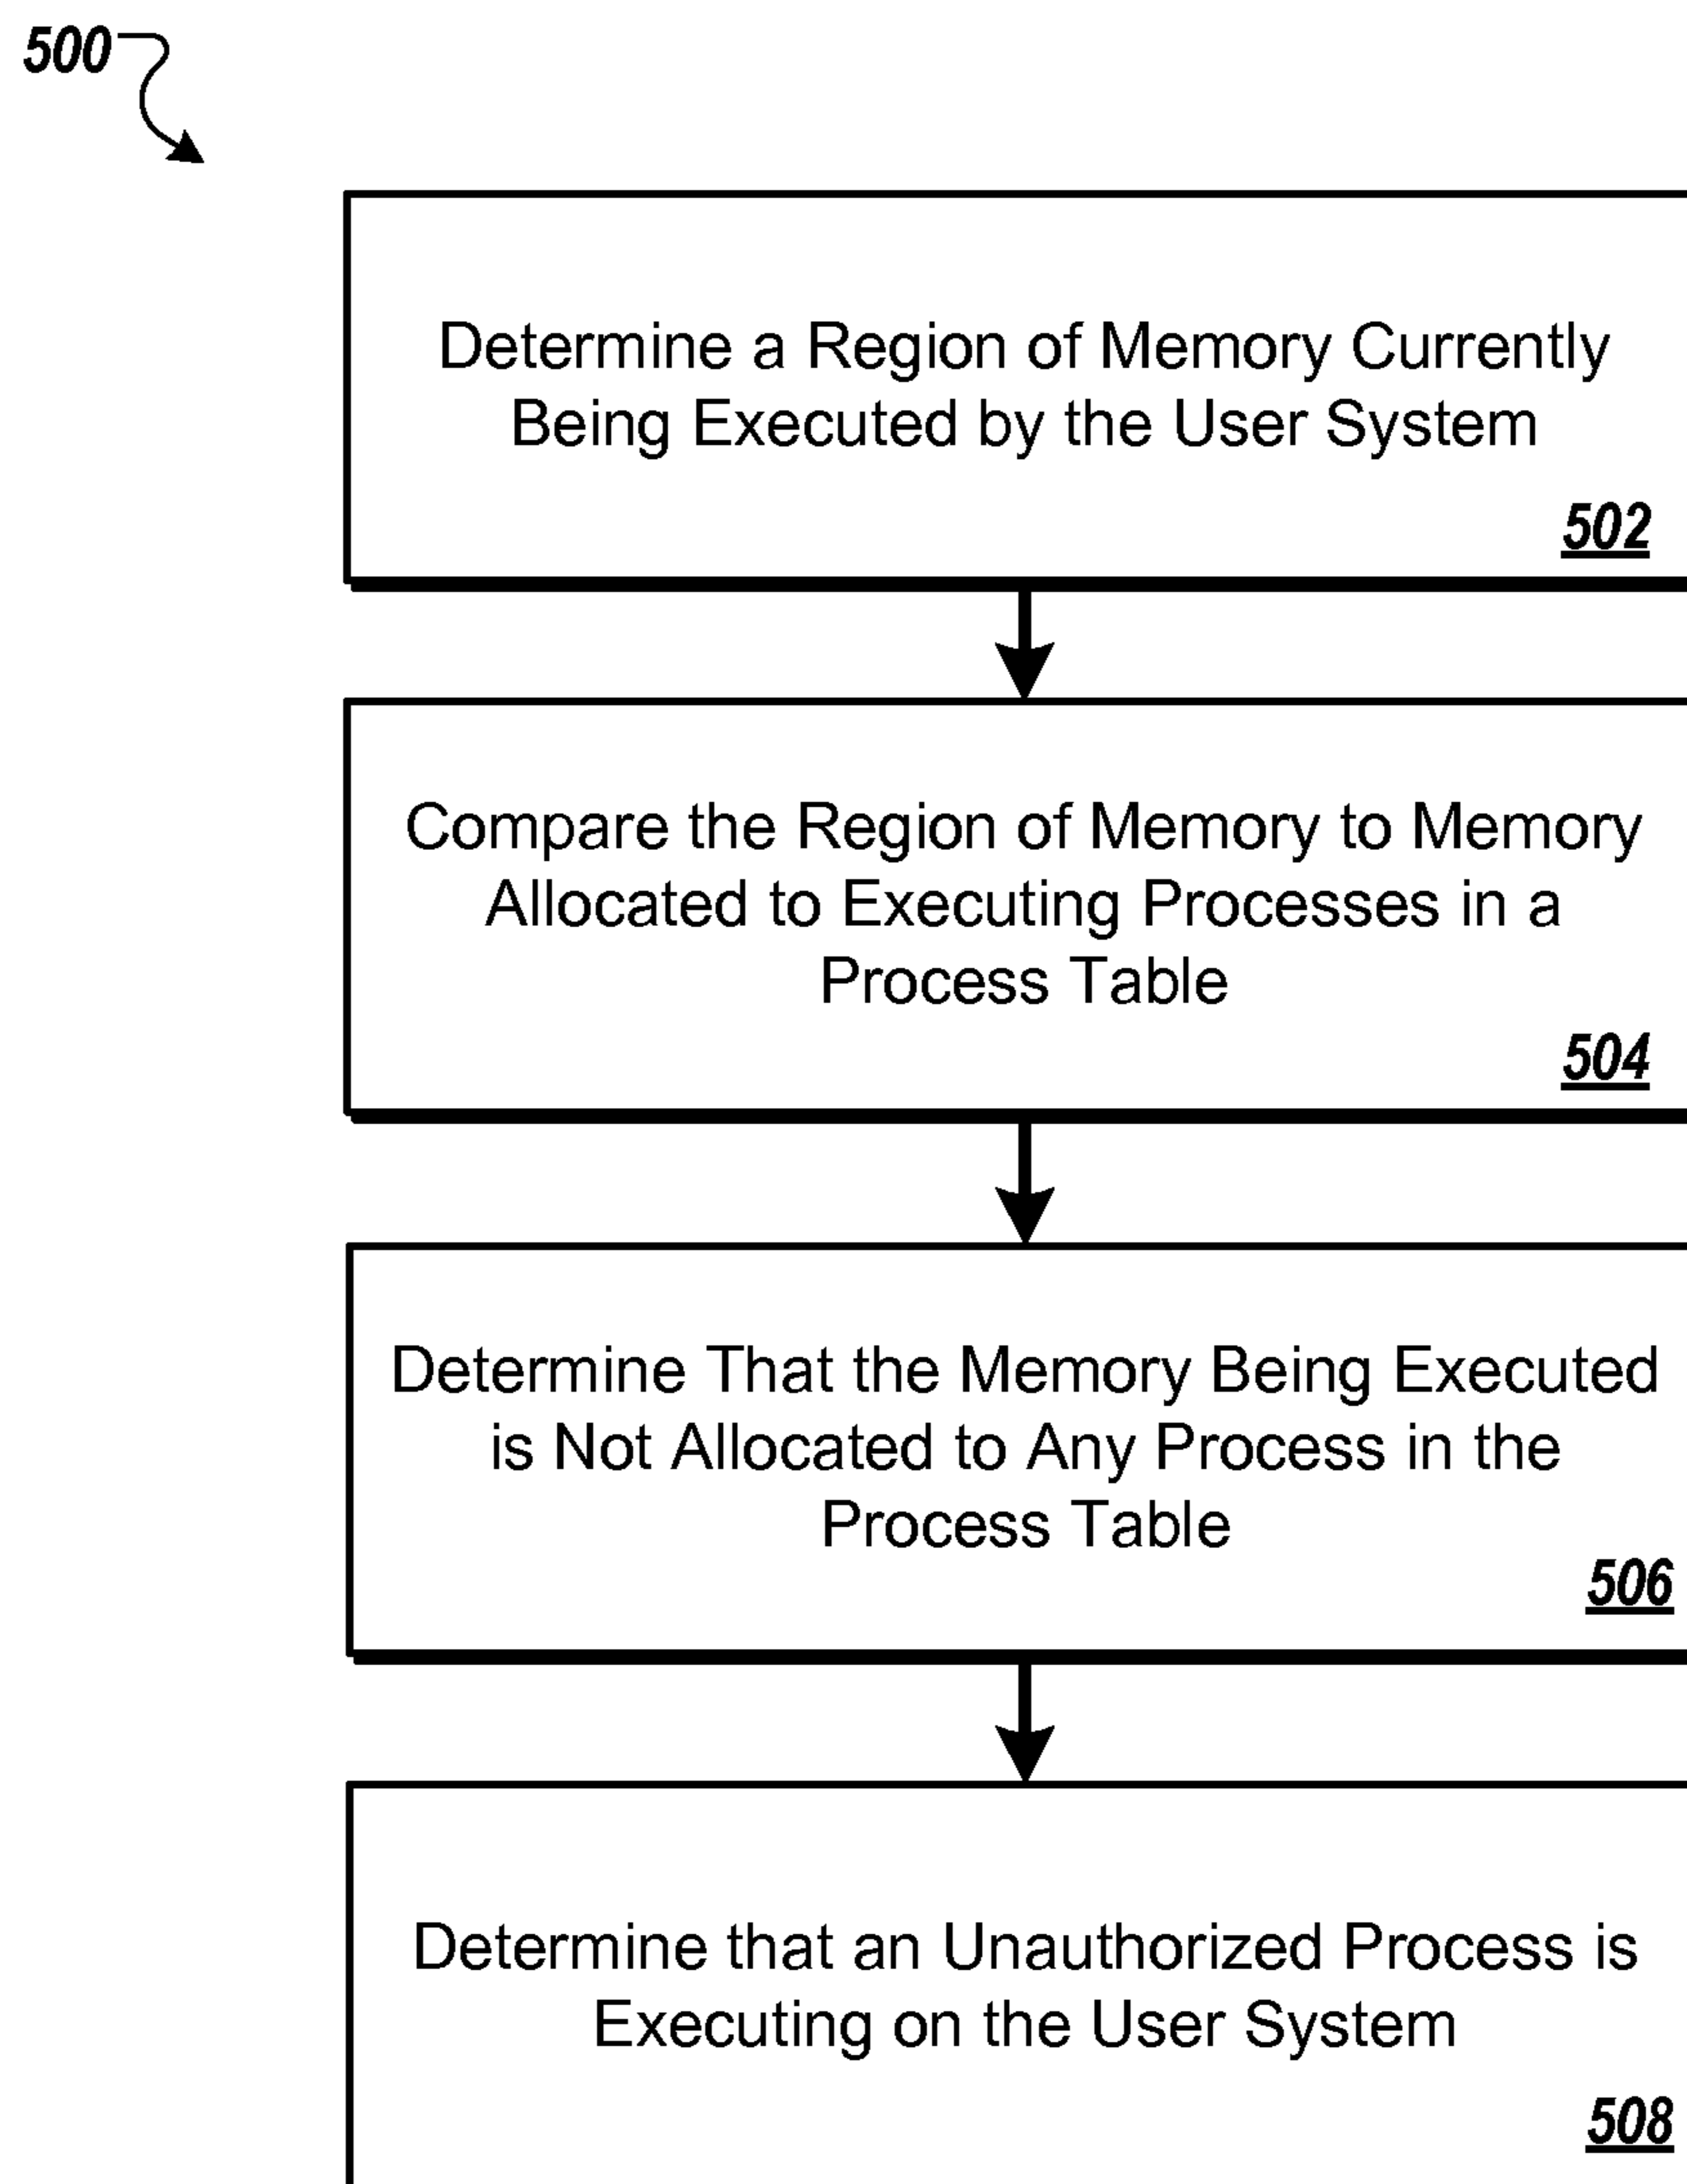 500
Determine a Region of Memory Currently
Being Executed by the User System
502
Compare the Region of Memory to Memory
Allocated to Executing Processes in a
Process Table
504
Determine That the Memory Being Executed
is Not Allocated to Any Process in the
Process Table
506
Determine that an Unauthorized Process is
Executing on the User System
508